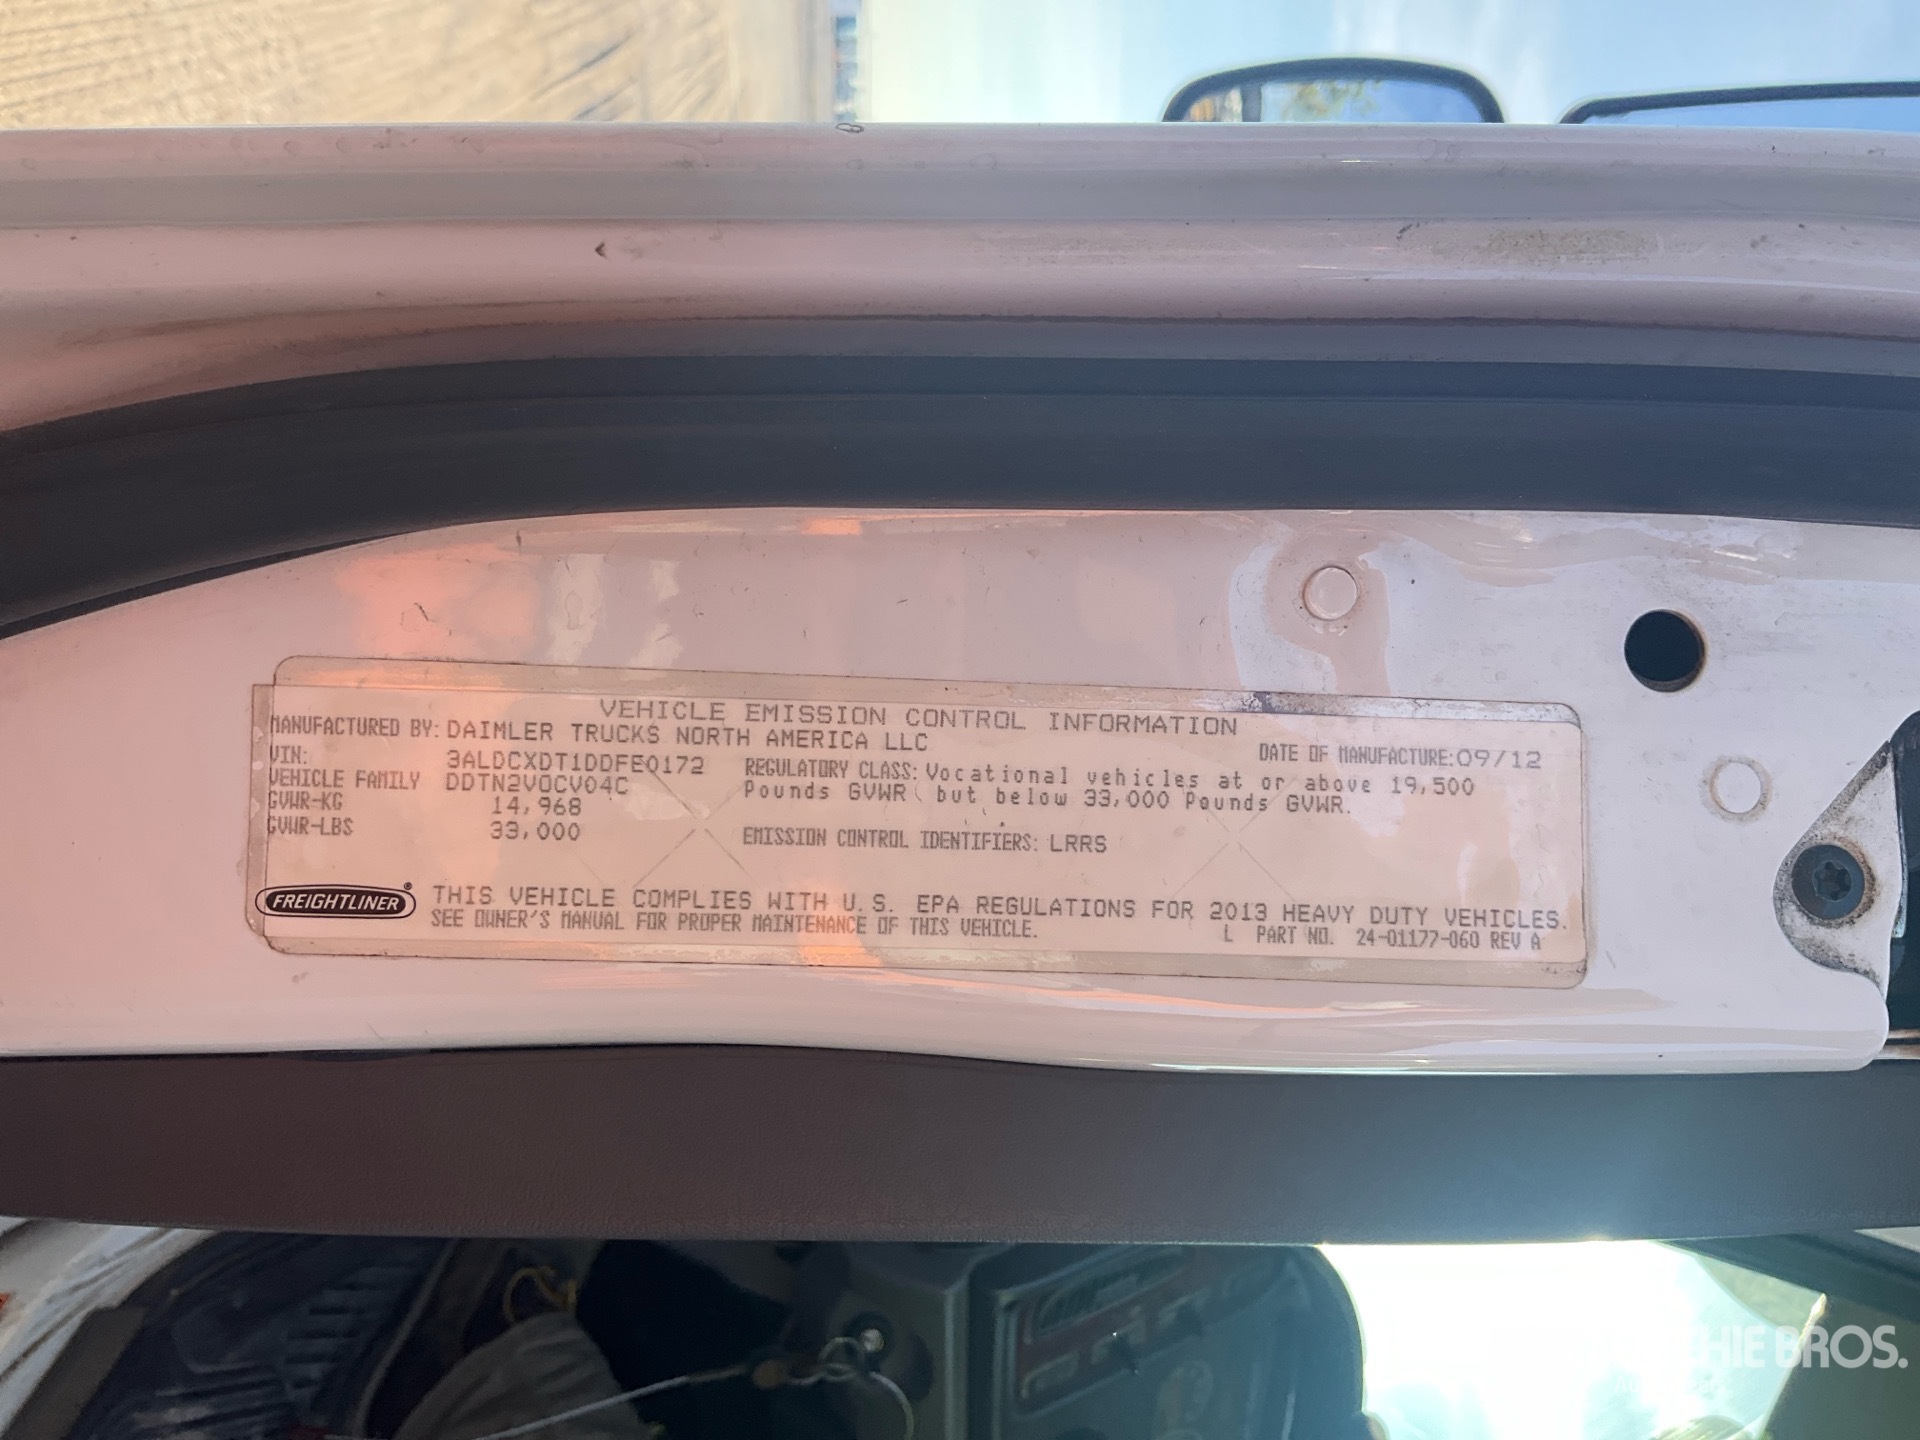 VEHICLE EMISSION CONTROL INFORMATION
MANUFACTURED BY: DAIMLER TRUCKS NORTH AMERICA LLC
DATE OF MANUFACTURE: 09/12
VIN: 3ALDCXDT1DDFE0172
REGULATORY CLASS: Vocational vehicles at or above 19,500
VEHICLE FAMILY DDTN2VOCV04C
Pounds GVWR but below 33,000 Pounds GVWR.
GVWR-KG 14,968
GVWR-LBS 33,000
EMISSION CONTROL IDENTIFIERS: LRRS
FREIGHTLINER®
THIS VEHICLE COMPLIES WITH U.S. EPA REGULATIONS FOR 2013 HEAVY DUTY VEHICLES.
SEE OWNER'S MANUAL FOR PROPER MAINTENANCE OF THIS VEHICLE.
L PART NO. 24-01177-060 REV A
BROS.